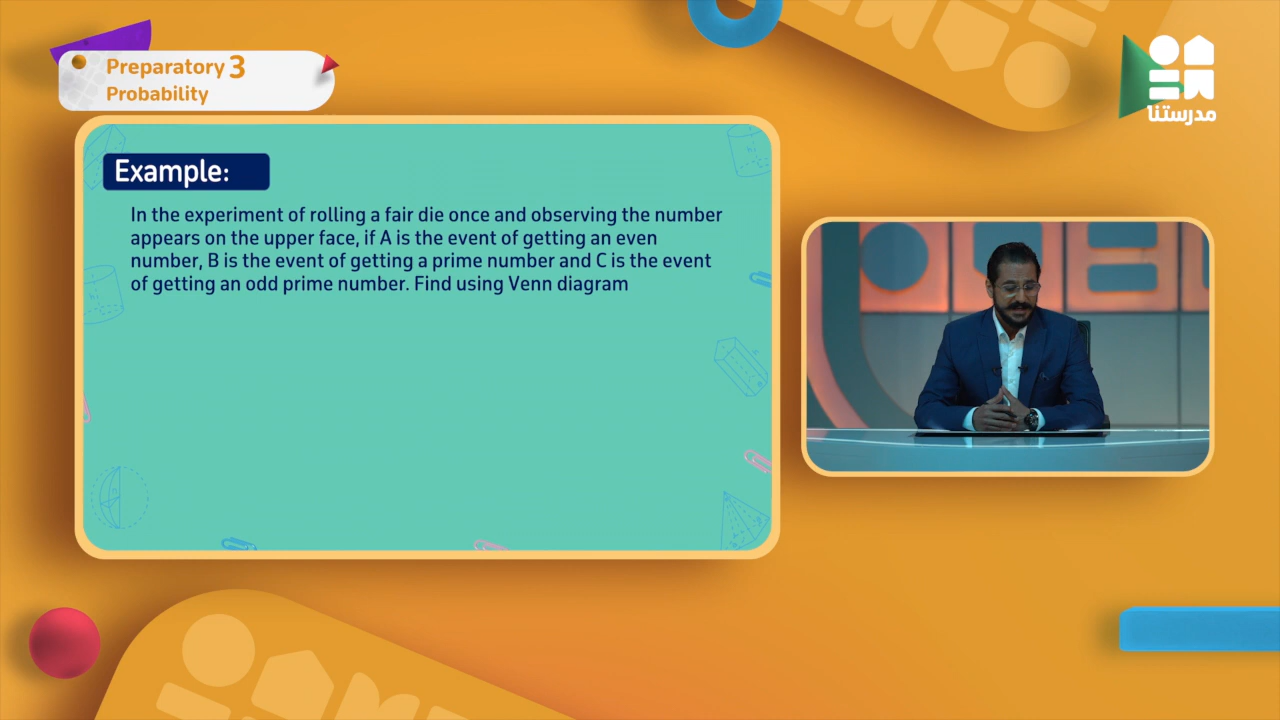 Preparatory 3
Probability
مدرستنا
Example:
In the experiment of rolling a fair die once and observing the number
appears on the upper face, if A is the event of getting an even
number, B is the event of getting a prime number and C is the event
of getting an odd prime number. Find using Venn diagram